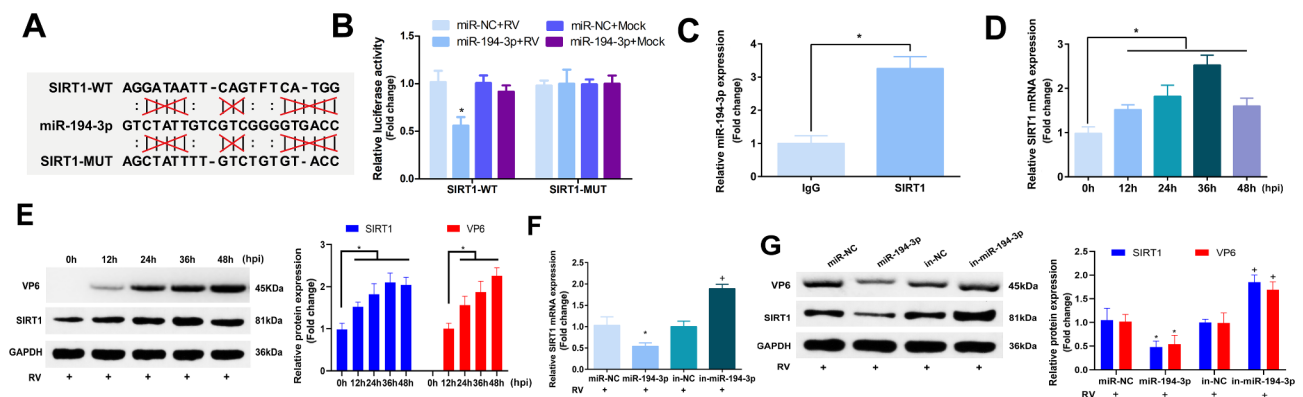 A
SIRT1-WT AGGATAATT-CAGTFTCA-TGG
miR-194-3p GTCTATTGTCGTCGGGGTGACC
SIRT1-MUT AGCTATTTT-GTCTGTGT-ACC
B
miR-NC+RV miR-NC+Mock
miR-194-3p+RV miR-194-3p+Mock
Relative luciferase activity
(Fold change)
1.5
1.0
0.5
0.0
*
SIRT1-WT SIRT1-MUT
C
Relative miR-194-3p expression
(Fold change)
4
3
2
1
0
*
IgG SIRT1
D
Relative SIRT1 mRNA expression
(Fold change)
4
3
2
1
0
*
0h 12h 24h 36h 48h (hpi)
E
0h 12h 24h 36h 48h (hpi)
VP6 45KDa
SIRT1 81kDa
GAPDH 36kDa
RV + + + + +
SIRT1 VP6
Relative protein expression
(Fold change)
3
2
1
0
* *
0h 12h 24h 36h 48h 0h 12h 24h 36h 48h (hpi)
F
Relative SIRT1 mRNA expression
(Fold change)
2.5
2.0
1.5
1.0
0.5
0.0
* +
miR-NC miR-194-3p in-NC in-miR-194-3p
RV + + + +
G
miR-NC miR-194-3p in-NC in-miR-194-3p
VP6 45kDa
SIRT1 81kDa
GAPDH 36kDa
RV + + + +
SIRT1 VP6
Relative protein expression
(Fold change)
2.5
2.0
1.5
1.0
0.5
0.0
* * + +
miR-NC miR-194-3p in-NC in-miR-194-3p
RV + + + +